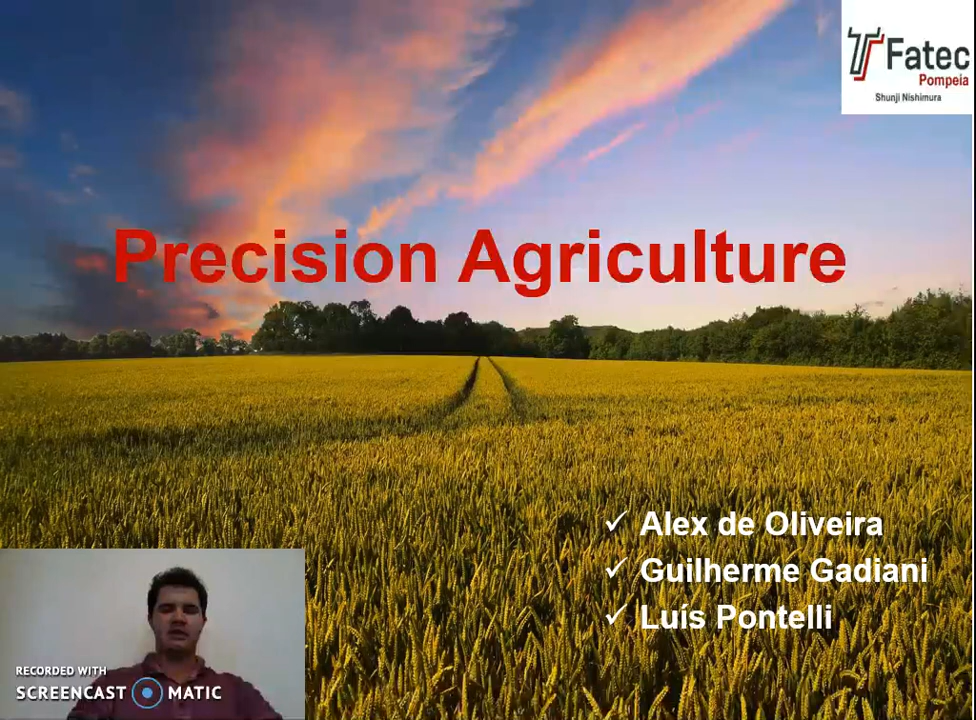 Fatec
Pompeia
Shunji Nishimura
Precision Agriculture
Alex de Oliveira
Guilherme Gadiani
Luís Pontelli
RECORDED WITH
SCREENCAST MATIC